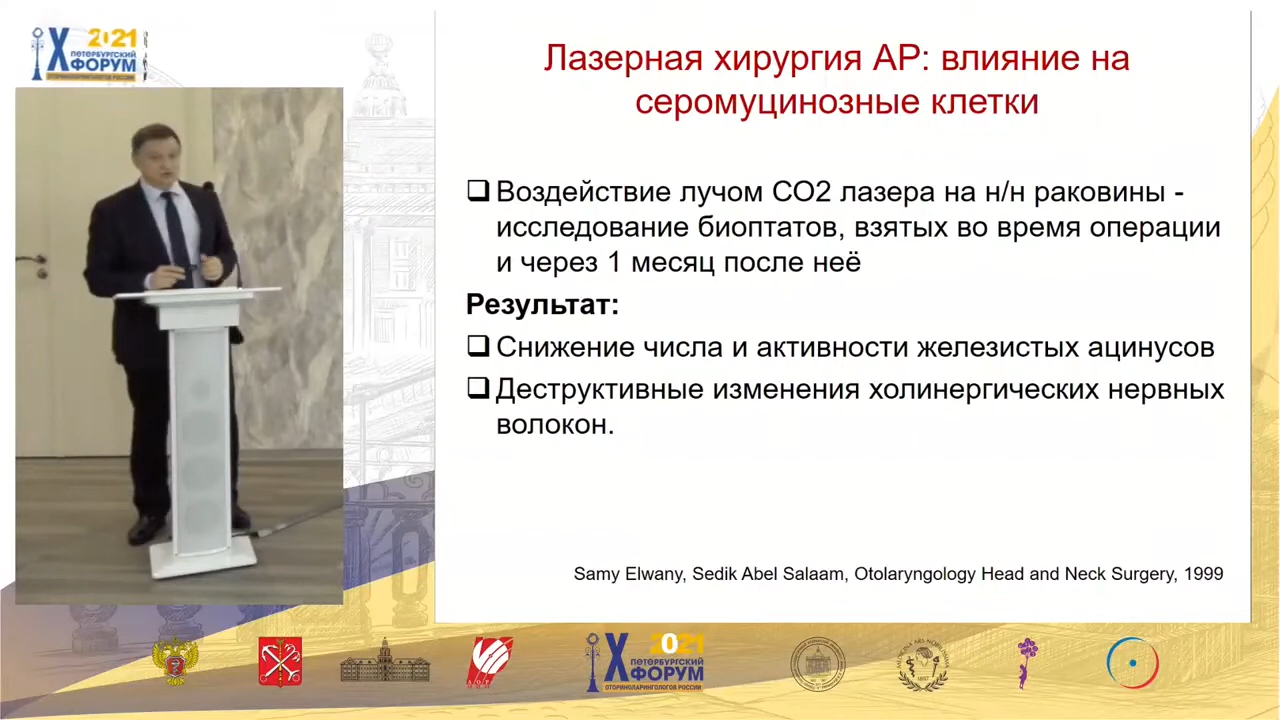 X 2021
ПЕТЕРБУРГСКИЙ
ФОРУМ
ОТОРИНОЛАРИНГОЛОГОВ РОССИИ
Лазерная хирургия АР: влияние на
серомуцинозные клетки
Воздействие лучом СО2 лазера на н/н раковины -
исследование биоптатов, взятых во время операции
и через 1 месяц после неё
Результат:
Снижение числа и активности железистых ацинусов
Деструктивные изменения холинергических нервных
волокон.
Samy Elwany, Sedik Abel Salaam, Otolaryngology Head and Neck Surgery, 1999
X 2021
ПЕТЕРБУРГСКИЙ
ФОРУМ
ОТОРИНОЛАРИНГОЛОГОВ РОССИИ